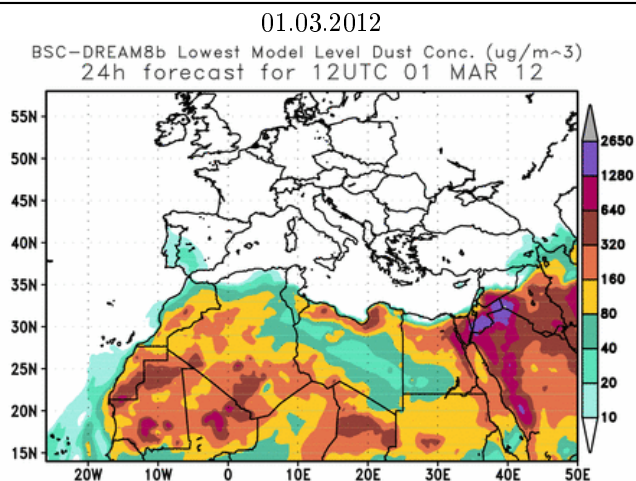 01.03.2012
BSC-DREAM8b Lowest Model Level Dust Conc. (ug/m^3)
24h forecast for 12UTC 01 MAR 12
55N
50N
45N
40N
35N
30N
25N
20N
15N
20W 10W 0 10E 20E 30E 40E 50E
2650
1280
640
320
160
80
40
20
10